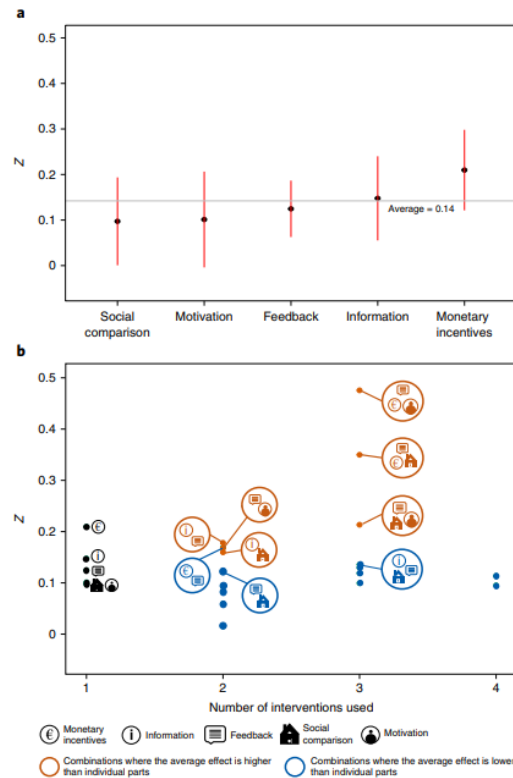 a
0.5
0.4
0.3
Z
0.2
Average = 0.14
0.1
0
Social comparison
Motivation
Feedback
Information
Monetary incentives
b
0.5
0.4
0.3
Z
0.2
0.1
0
1
2
3
4
Number of interventions used
€ Monetary incentives
i Information
Feedback
Social comparison
Motivation
Combinations where the average effect is higher than individual parts
Combinations where the average effect is lower than individual parts